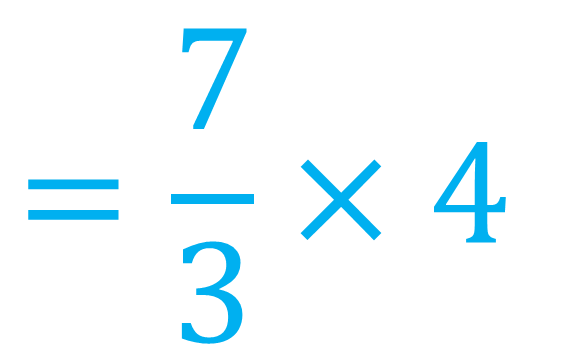 = 7/3 × 4